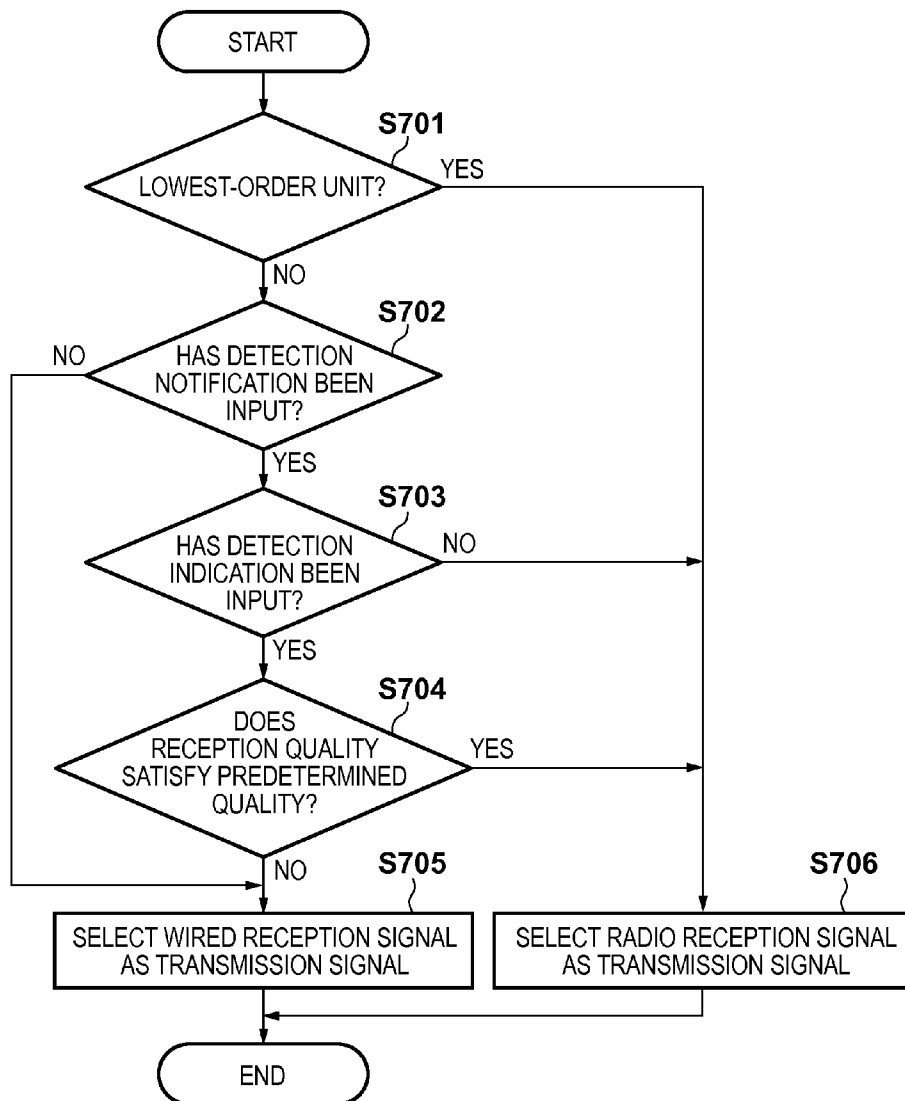 START
S701
LOWEST-ORDER UNIT?
YES
NO
S702
NO
HAS DETECTION
NOTIFICATION BEEN
INPUT?
YES
S703
HAS DETECTION
INDICATION BEEN
INPUT?
NO
YES
S704
DOES
RECEPTION QUALITY
SATISFY PREDETERMINED
QUALITY?
YES
NO
S705
SELECT WIRED RECEPTION SIGNAL
AS TRANSMISSION SIGNAL
S706
SELECT RADIO RECEPTION SIGNAL
AS TRANSMISSION SIGNAL
END